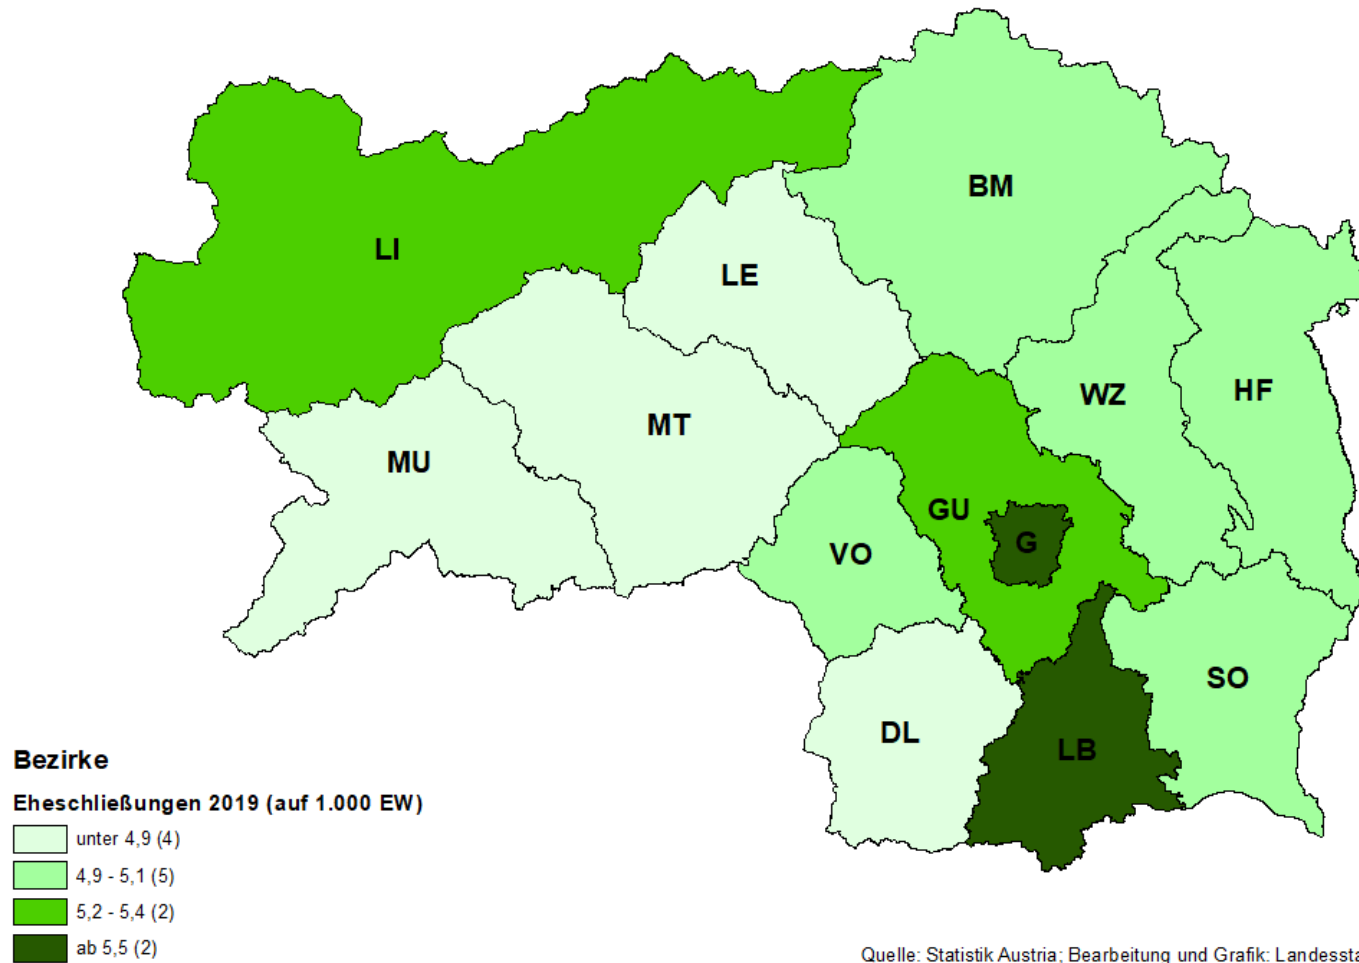 BM
LI
LE
WZ
HF
MT
MU
GU
G
VO
SO
DL
LB
Bezirke
Eheschließungen 2019 (auf 1.000 EW)
unter 4,9 (4)
4,9 - 5,1 (5)
5,2 - 5,4 (2)
ab 5,5 (2)
Quelle: Statistik Austria; Bearbeitung und Grafik: Landessta